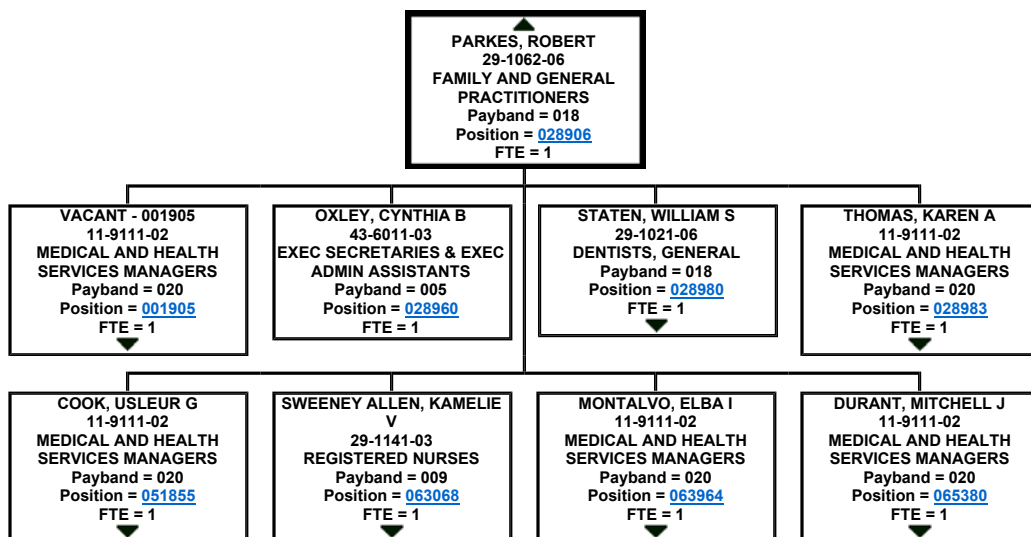 PARKES, ROBERT
29-1062-06
FAMILY AND GENERAL
PRACTITIONERS
Payband = 018
Position = 028906
FTE = 1
VACANT - 001905
11-9111-02
MEDICAL AND HEALTH
SERVICES MANAGERS
Payband = 020
Position = 001905
FTE = 1
OXLEY, CYNTHIA B
43-6011-03
EXEC SECRETARIES & EXEC
ADMIN ASSISTANTS
Payband = 005
Position = 028960
FTE = 1
STATEN, WILLIAM S
29-1021-06
DENTISTS, GENERAL
Payband = 018
Position = 028980
FTE = 1
THOMAS, KAREN A
11-9111-02
MEDICAL AND HEALTH
SERVICES MANAGERS
Payband = 020
Position = 028983
FTE = 1
COOK, USLEUR G
11-9111-02
MEDICAL AND HEALTH
SERVICES MANAGERS
Payband = 020
Position = 051855
FTE = 1
SWEENEY ALLEN, KAMELIE
V
29-1141-03
REGISTERED NURSES
Payband = 009
Position = 063068
FTE = 1
MONTALVO, ELBA I
11-9111-02
MEDICAL AND HEALTH
SERVICES MANAGERS
Payband = 020
Position = 063964
FTE = 1
DURANT, MITCHELL J
11-9111-02
MEDICAL AND HEALTH
SERVICES MANAGERS
Payband = 020
Position = 065380
FTE = 1